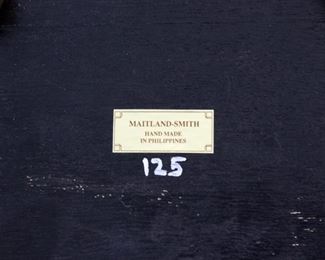 MAITLAND-SMITH
HAND MADE
IN PHILIPPINES
125